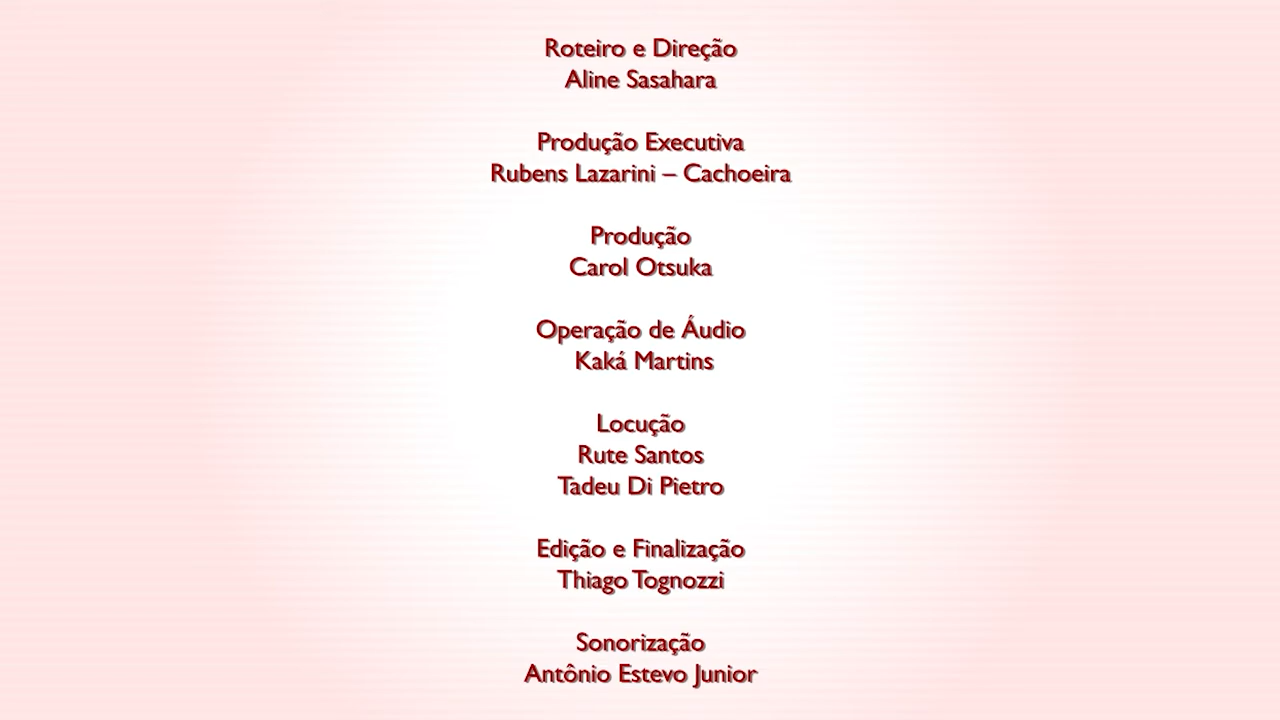 Roteiro e Direção
Aline Sasahara
Produção Executiva
Rubens Lazarini – Cachoeira
Produção
Carol Otsuka
Operação de Áudio
Kaká Martins
Locução
Rute Santos
Tadeu Di Pietro
Edição e Finalização
Thiago Tognozzi
Sonorização
Antônio Estevo Junior